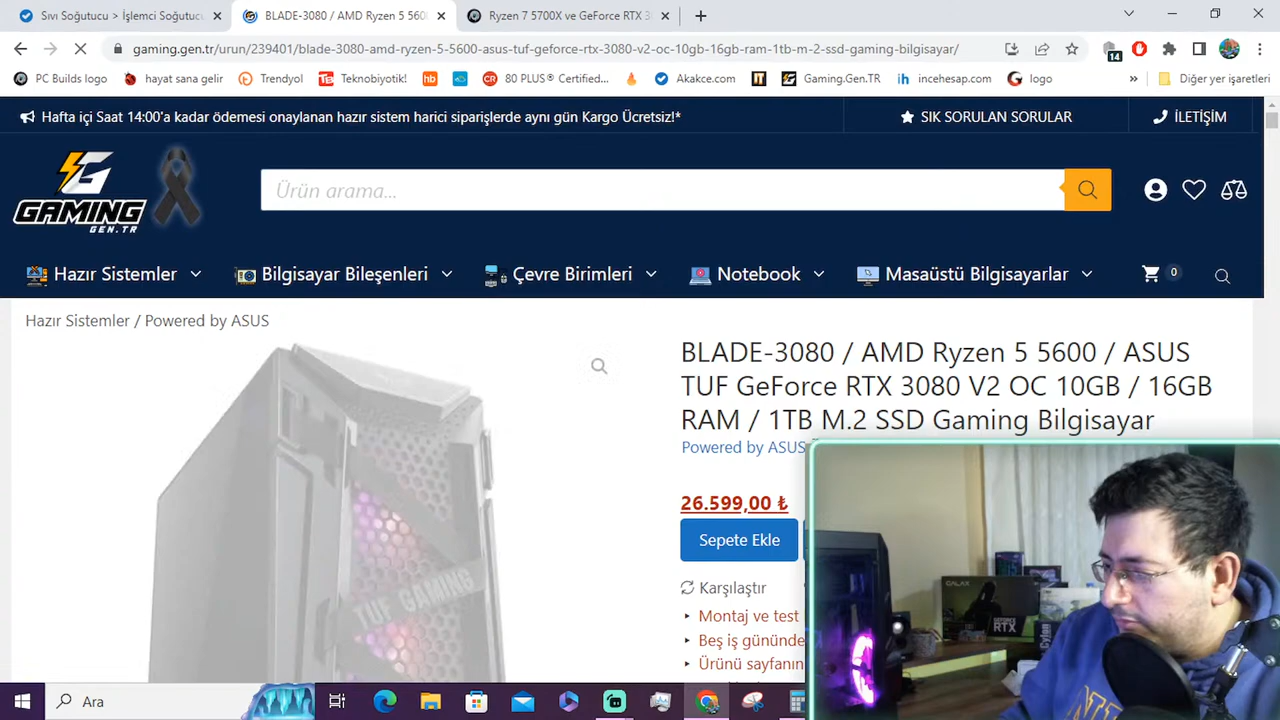 Sıvı Soğutucu > İşlemci Soğutucu
BLADE-3080 / AMD Ryzen 5 5600
Ryzen 7 5700X ve GeForce RTX 3
gaming.gen.tr/urun/239401/blade-3080-amd-ryzen-5-5600-asus-tuf-geforce-rtx-3080-v2-oc-10gb-16gb-ram-1tb-m-2-ssd-gaming-bilgisayar/
14
PC Builds logo
hayat sana gelir
Trendyol
Teknobiyotik!
hb
80 PLUS® Certified...
Akakce.com
IT
Gaming.Gen.TR
incehesap.com
logo
»
Diğer yer işaretleri
Hafta içi Saat 14:00'a kadar ödemesi onaylanan hazır sistem harici siparişlerde aynı gün Kargo Ücretsiz!*
SIK SORULAN SORULAR
İLETİŞİM
GAMING
GEN.TR
Ürün arama...
Hazır Sistemler
Bilgisayar Bileşenleri
Çevre Birimleri
Notebook
Masaüstü Bilgisayarlar
0
Hazır Sistemler / Powered by ASUS
BLADE-3080 / AMD Ryzen 5 5600 / ASUS
TUF GeForce RTX 3080 V2 OC 10GB / 16GB
RAM / 1TB M.2 SSD Gaming Bilgisayar
Powered by ASUS
26.599,00 ₺
Sepete Ekle
Karşılaştır
Montaj ve test
Beş iş gününde
Ürünü sayfanın
TUF GAMING
GALAX
GEFORCE
RTX
Ara